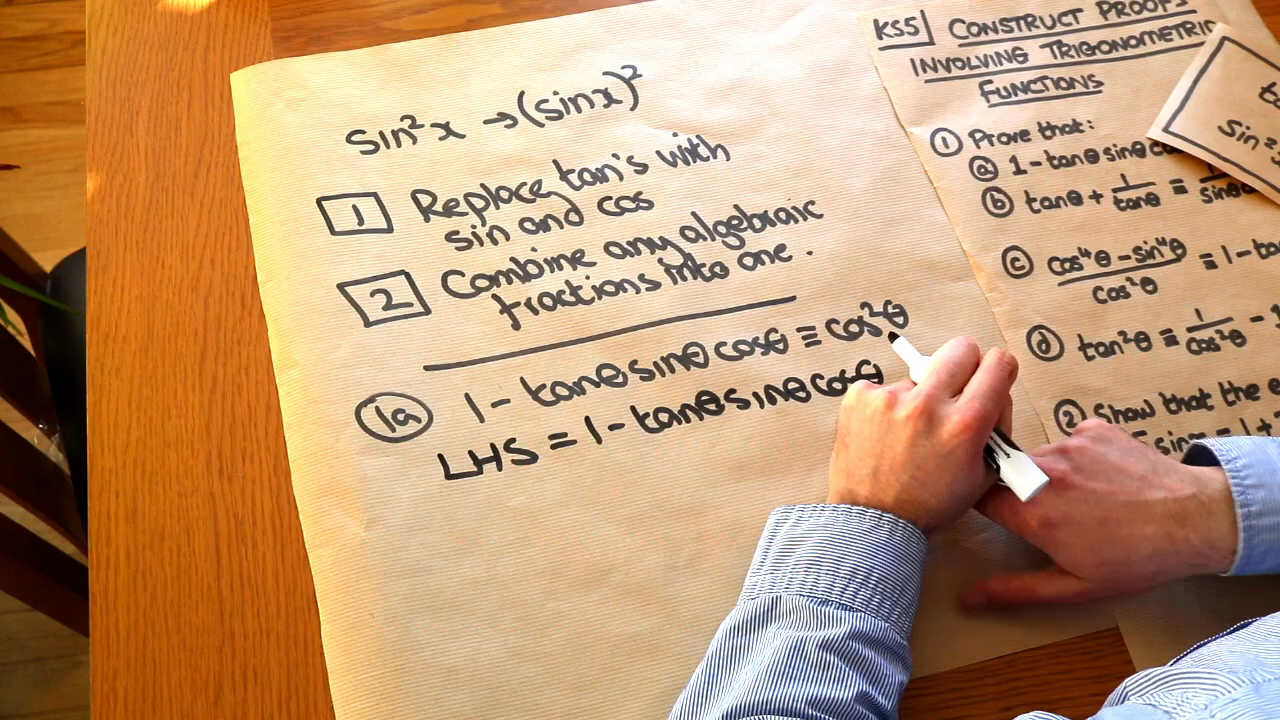 sin²x → (sinx)²
1 Replace tan's with
sin and cos
2 Combine any algebraic
fractions into one.
1a 1 - tanθ sinθ cosθ ≡ cos²θ
LHS = 1 - tanθ sinθ cosθ
KS5 CONSTRUCT PROOFS
INVOLVING TRIGONOMETRIC
FUNCTIONS
① Prove that:
ⓐ 1 - tanθ sinθ
ⓑ tanθ + 1/tanθ ≡
ⓒ cos⁴θ - sin⁴θ / cos²θ ≡ 1 -
ⓓ tan²θ ≡ 1/cos²θ -
② Show that the
= 1 +
sin²